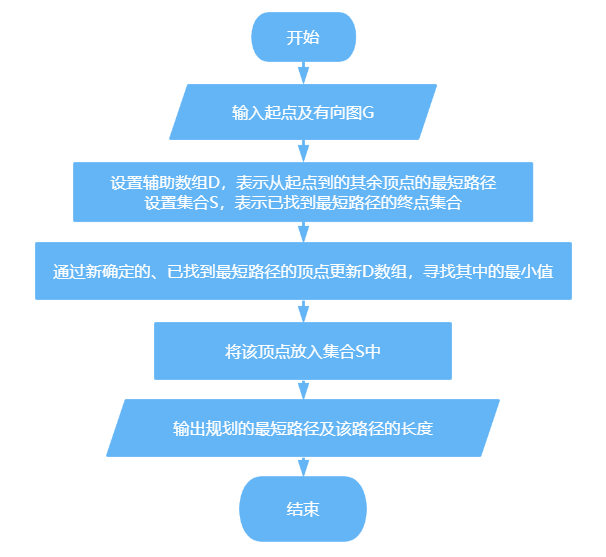 开始
输入起点及有向图G
设置辅助数组D，表示从起点到的其余顶点的最短路径
设置集合S，表示已找到最短路径的终点集合
通过新确定的、已找到最短路径的顶点更新D数组，寻找其中的最小值
将该顶点放入集合S中
输出规划的最短路径及该路径的长度
结束